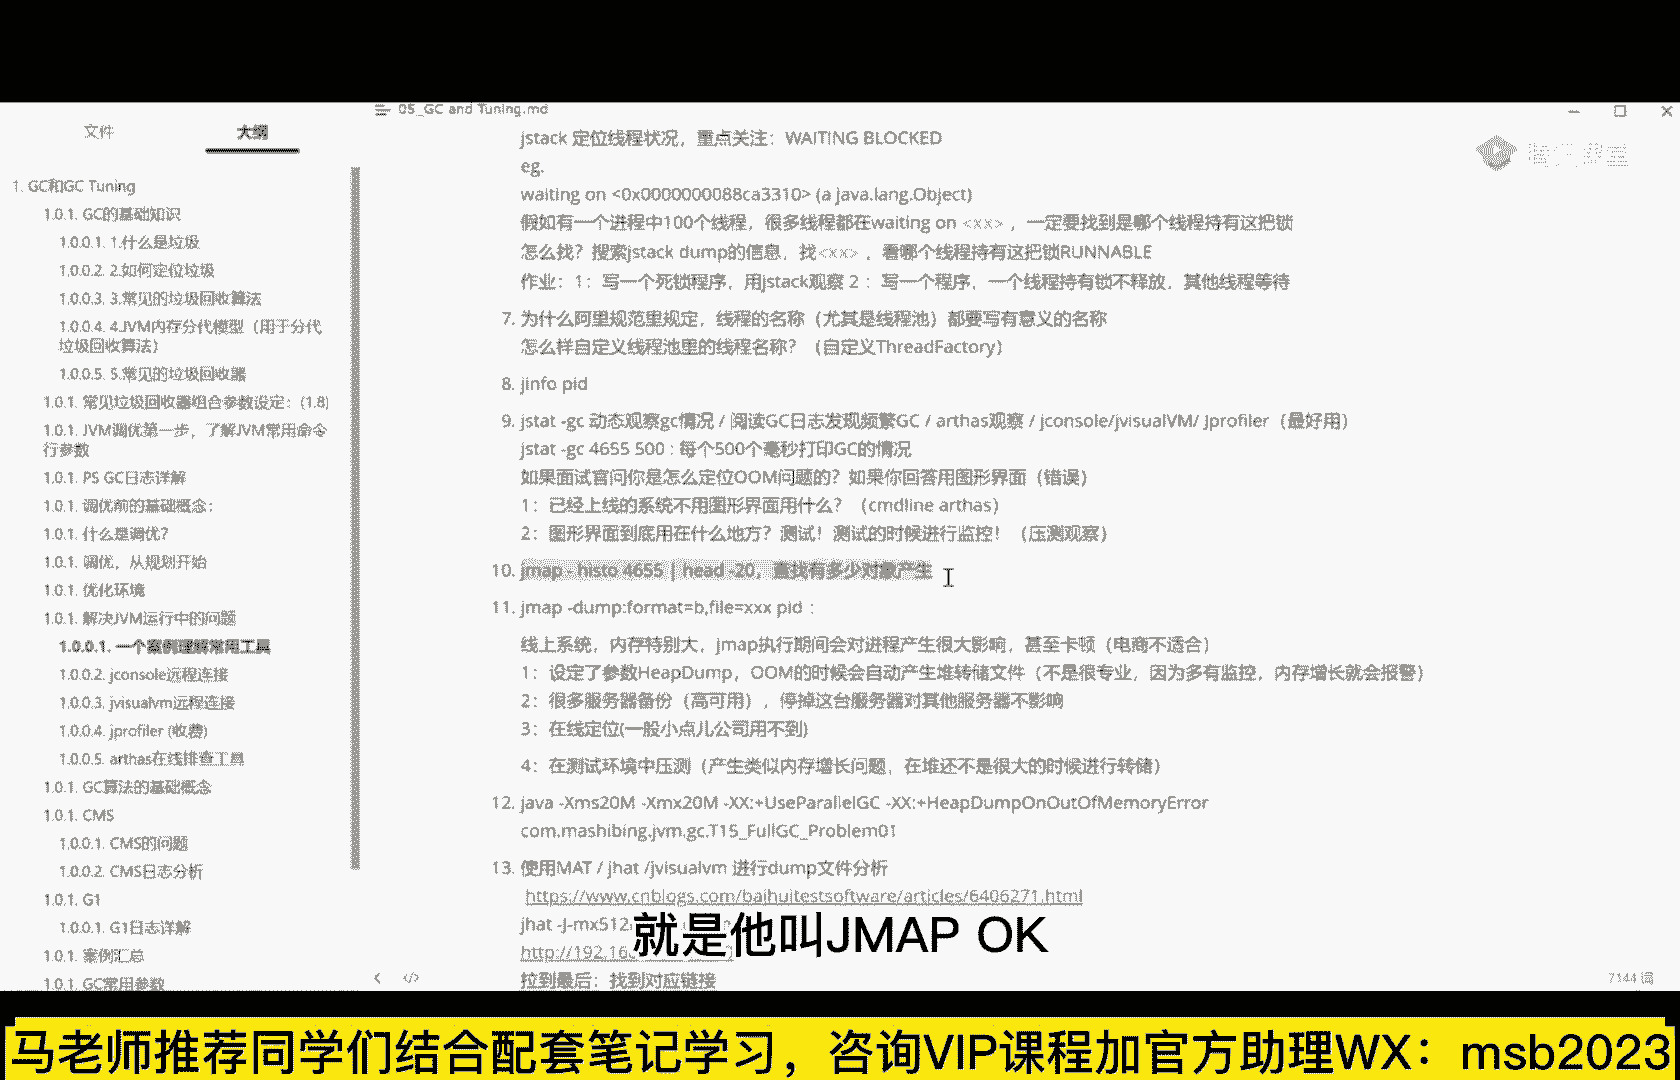 05_GC and Tuning.md
文件
大纲
1. GC和GC Tuning
1.0.1. GC的基础知识
1.0.0.1. 1.什么是垃圾
1.0.0.2. 2.如何定位垃圾
1.0.0.3. 3.常见的垃圾回收算法
1.0.0.4. 4.JVM内存分代模型（用于分代
垃圾回收算法）
1.0.0.5. 5.常见的垃圾回收器
1.0.1. 常见垃圾回收器组合参数设定：(1.8)
1.0.1. JVM调优第一步，了解JVM常用命令
行参数
1.0.1. PS GC日志详解
1.0.1. 调优前的基础概念：
1.0.1. 什么是调优？
1.0.1. 调优，从规划开始
1.0.1. 优化环境
1.0.1. 解决JVM运行中的问题
1.0.0.1. 一个案例理解常用工具
1.0.0.2. jconsole远程连接
1.0.0.3. jvisualvm远程连接
1.0.0.4. jprofiler (收费)
1.0.0.5. arthas在线排查工具
1.0.1. GC算法的基础概念
1.0.1. CMS
1.0.0.1. CMS的问题
1.0.0.2. CMS日志分析
1.0.1. G1
1.0.0.1. G1日志详解
1.0.1. 案例汇总
1.0.1. GC常用参数
jstack 定位线程状况，重点关注：WAITING BLOCKED
eg.
waiting on <0x0000000088ca3310> (a java.lang.Object)
假如有一个进程中100个线程，很多线程都在waiting on <xx> ，一定要找到是哪个线程持有这把锁
怎么找？搜索jstack dump的信息，找<xx> ，看哪个线程持有这把锁RUNNABLE
作业：1：写一个死锁程序，用jstack观察 2 ：写一个程序，一个线程持有锁不释放，其他线程等待
7. 为什么阿里规范里规定，线程的名称（尤其是线程池）都要写有意义的名称
怎么样自定义线程池里的线程名称？（自定义ThreadFactory）
8. jinfo pid
9. jstat -gc 动态观察gc情况 / 阅读GC日志发现频繁GC / arthas观察 / jconsole/jvisualVM/ Jprofiler（最好用）
jstat -gc 4655 500 : 每个500个毫秒打印GC的情况
如果面试官问你是怎么定位OOM问题的？如果你回答用图形界面（错误）
1：已经上线的系统不用图形界面用什么？（cmdline arthas）
2：图形界面到底用在什么地方？测试！测试的时候进行监控！（压测观察）
10. jmap - histo 4655 | head -20，查找有多少对象产生
11. jmap -dump:format=b,file=xxx pid ：
线上系统，内存特别大，jmap执行期间会对进程产生很大影响，甚至卡顿（电商不适合）
1：设定了参数HeapDump，OOM的时候会自动产生堆转储文件（不是很专业，因为多有监控，内存增长就会报警）
2：很多服务器备份（高可用），停掉这台服务器对其他服务器不影响
3：在线定位(一般小点儿公司用不到)
4：在测试环境中压测（产生类似内存增长问题，在堆还不是很大的时候进行转储）
12. java -Xms20M -Xmx20M -XX:+UseParallelGC -XX:+HeapDumpOnOutOfMemoryError
com.mashibing.jvm.gc.T15_FullGC_Problem01
13. 使用MAT / jhat /jvisualvm 进行dump文件分析
https://www.cnblogs.com/baihuitestsoftware/articles/6406271.html
jhat -J-mx512
http://192.16
拉到最后：找到对应链接
就是他叫JMAP OK
7144 词
马老师推荐同学们结合配套笔记学习，咨询VIP课程加官方助理WX：msb2023